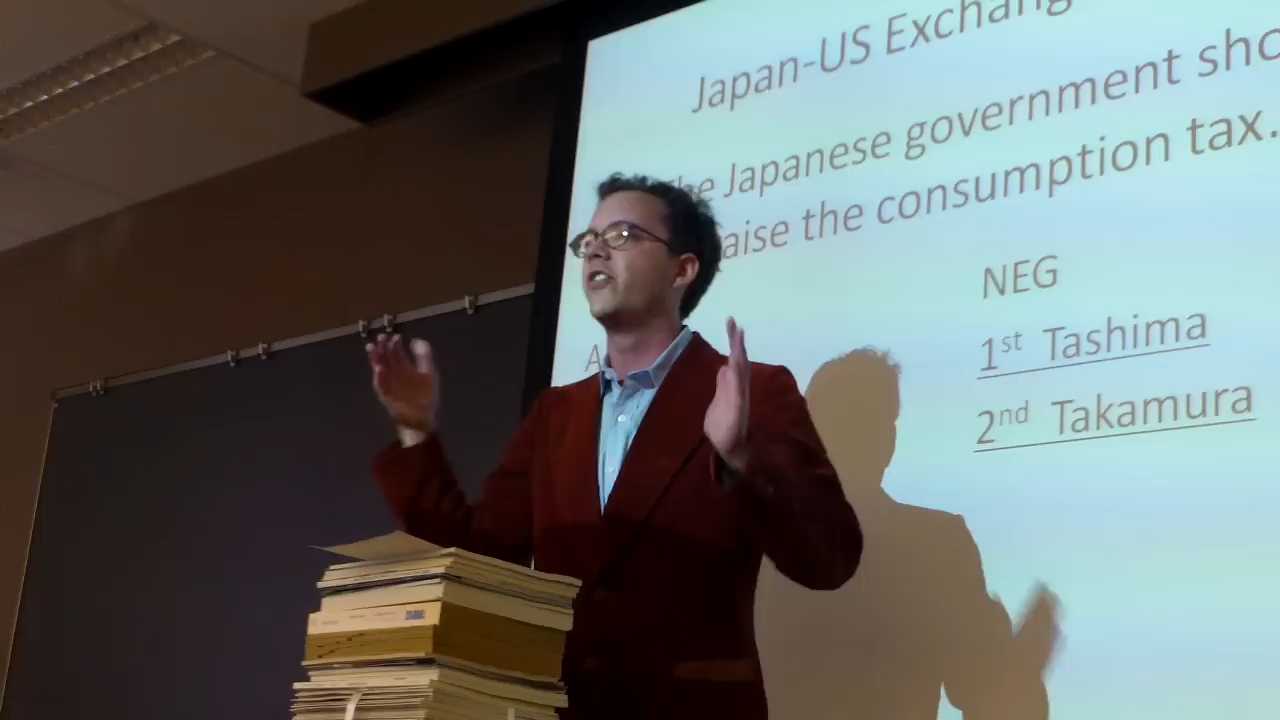 Japan-US Exchang
he Japanese government sho
aise the consumption tax.
NEG
A
1st Tashima
2nd Takamura